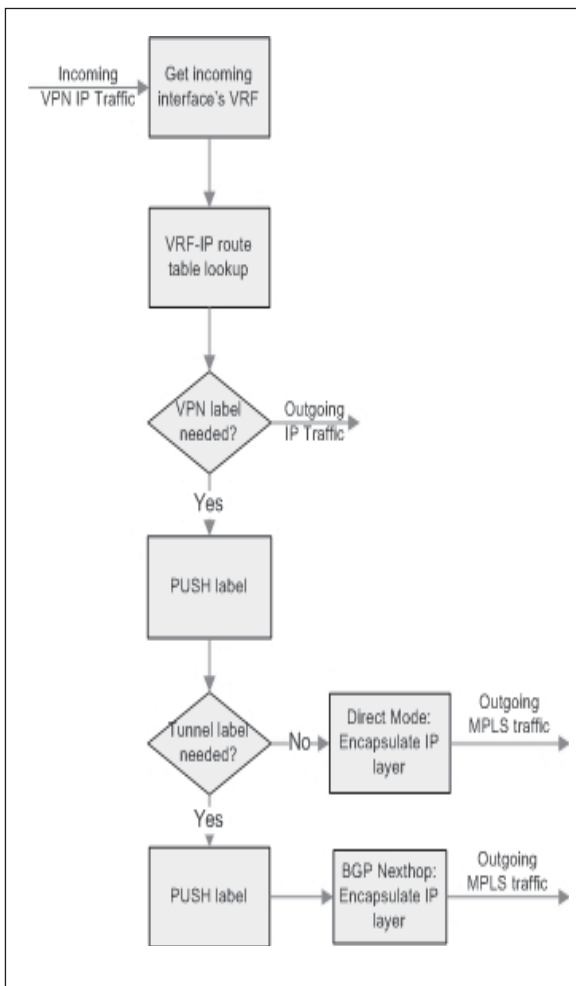 Incoming
VPN IP Traffic
Get incoming
interface's VRF
VRF-IP route
table lookup
VPN label
needed?
Outgoing
IP Traffic
Yes
PUSH label
Tunnel label
needed?
No
Direct Mode:
Encapsulate IP
layer
Outgoing
MPLS traffic
Yes
PUSH label
BGP Nexthop:
Encapsulate IP
layer
Outgoing
MPLS traffic